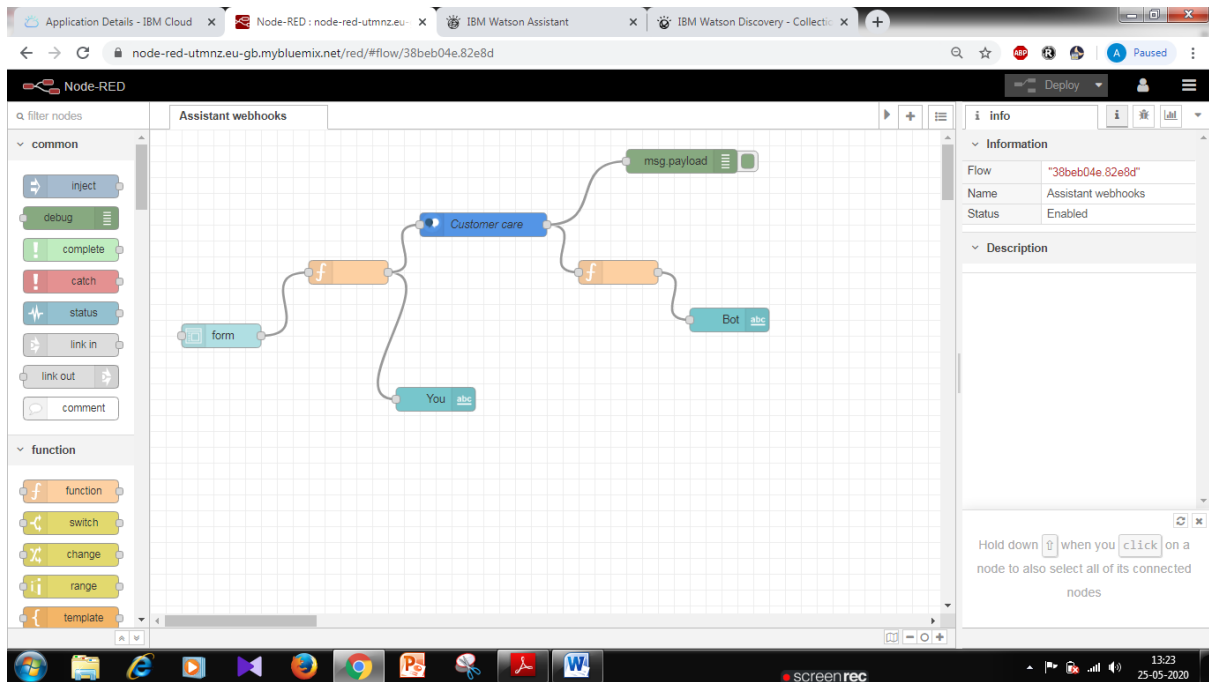 Application Details - IBM Cloud x
Node-RED : node-red-utmnz.eu- x
IBM Watson Assistant x
IBM Watson Discovery - Collectio x
node-red-utmnz.eu-gb.mybluemix.net/red/#flow/38beb04e.82e8d
ABP
A Paused
Node-RED
Deploy
filter nodes
Assistant webhooks
i info
common
inject
debug
complete
catch
status
link in
link out
comment
function
function
switch
change
range
template
msg.payload
Customer care
f
f
form
Bot abc
You abc
Information
Flow "38beb04e.82e8d"
Name Assistant webhooks
Status Enabled
Description
Hold down ⇧ when you click on a
node to also select all of its connected
nodes
screenrec
13:23
25-05-2020